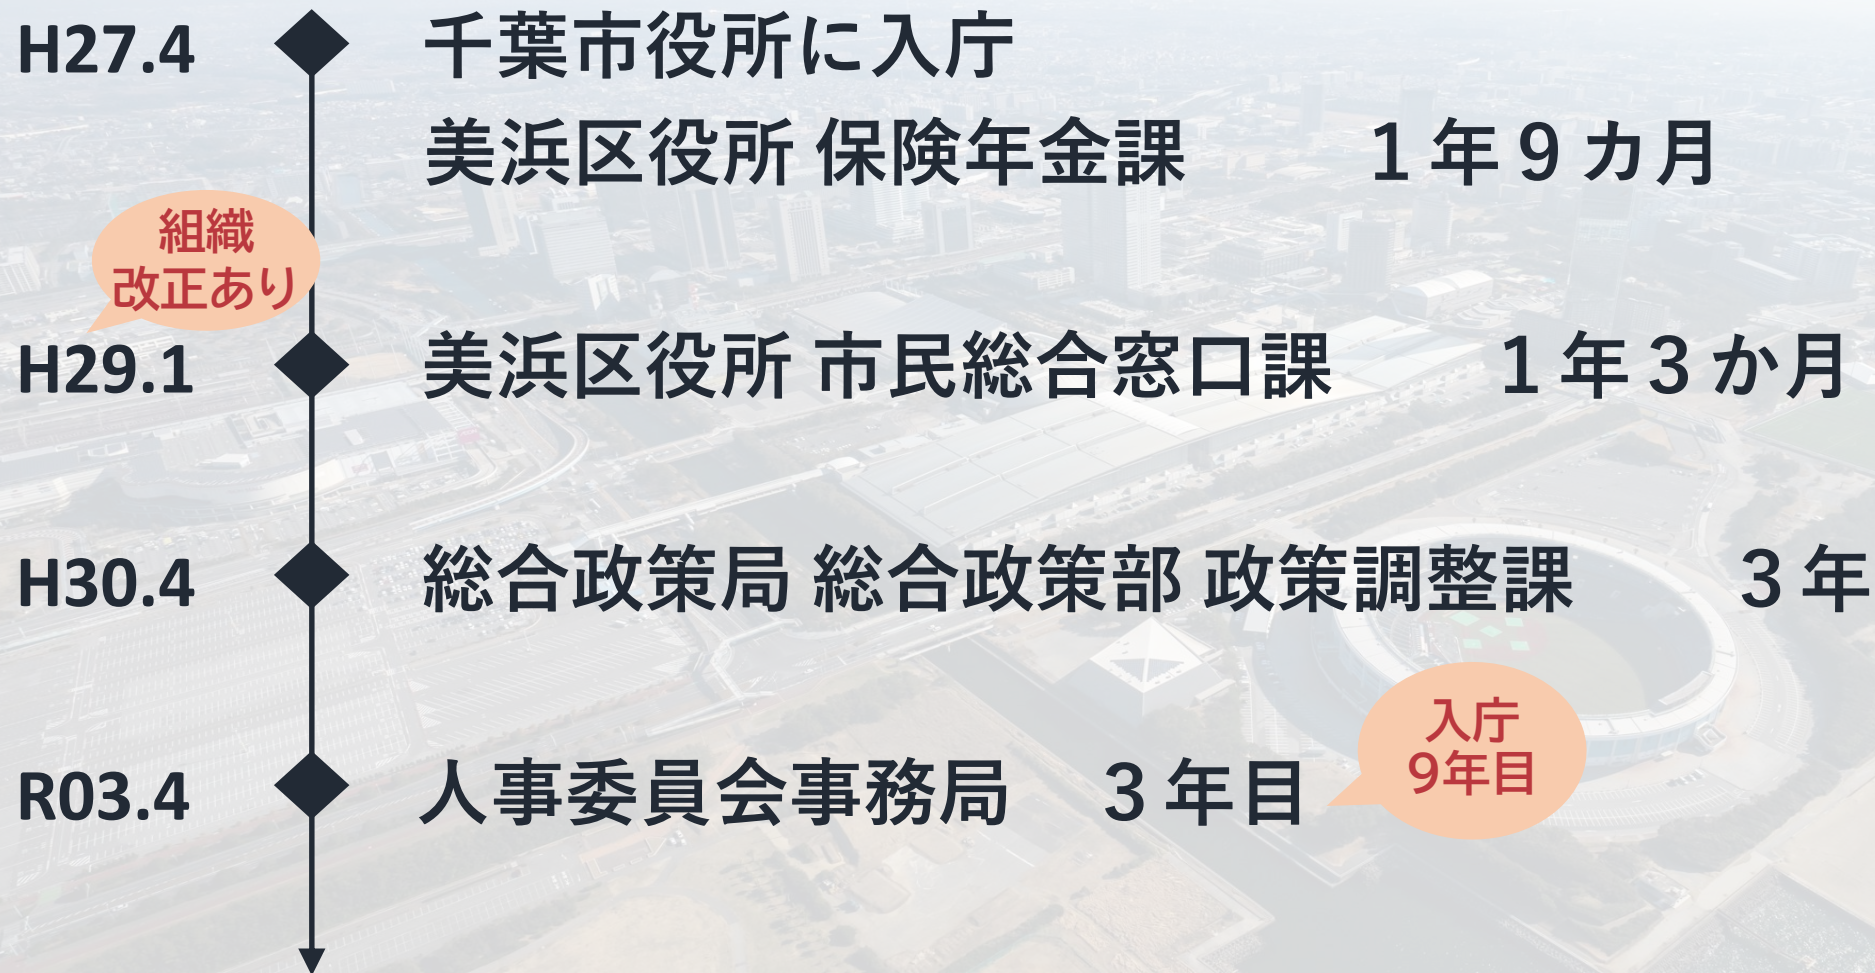 H27.4 千葉市役所に入庁
美浜区役所 保険年金課 １年９カ月
組織
改正あり
H29.1 美浜区役所 市民総合窓口課 １年３か月
H30.4 総合政策局 総合政策部 政策調整課 ３年
R03.4 人事委員会事務局 ３年目
入庁
9年目